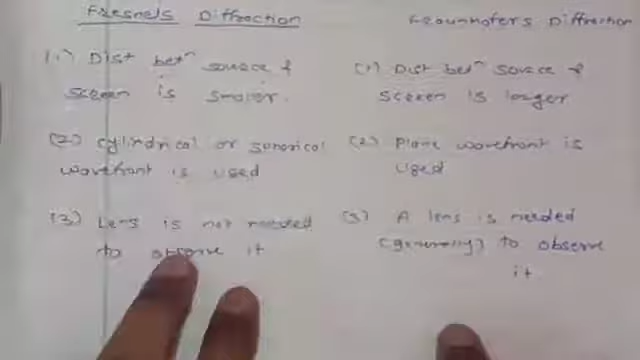 Fresnels Diffraction
(1.) Dist betⁿ source &
screen is smaller.
(2) cylindrical or spherical
wavefront is used
(3) Lens is not needed
to observe it
Fraunhofers Diffraction
(1) Dist betⁿ source &
screen is longer
(2) Plane wavefront is
used
(3) A lens is needed
(generally) to observe
it